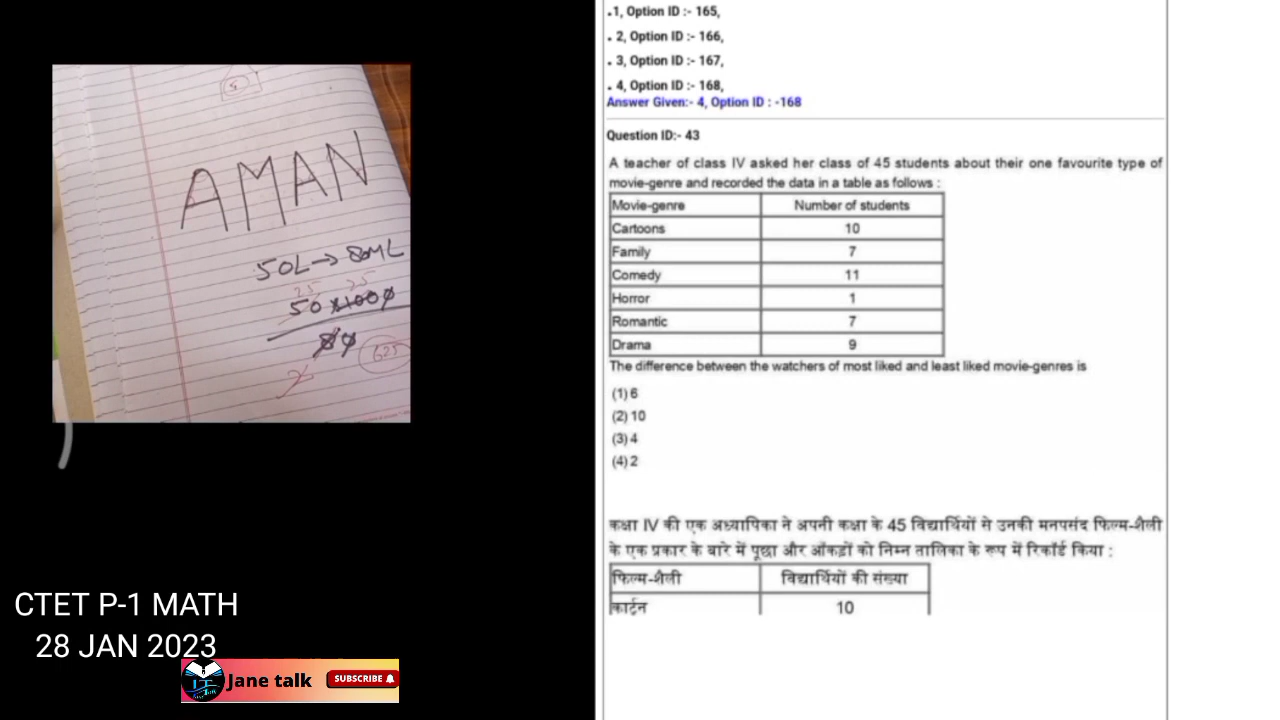 5
AMAN
50L → 80ML
25 25
50 x 1000
80
2
625
CTET P-1 MATH
28 JAN 2023
Jane talk
SUBSCRIBE
.1, Option ID :- 165,
. 2, Option ID :- 166,
. 3, Option ID :- 167,
. 4, Option ID :- 168,
Answer Given:- 4, Option ID : -168
Question ID:- 43
A teacher of class IV asked her class of 45 students about their one favourite type of
movie-genre and recorded the data in a table as follows :
Movie-genre Number of students
Cartoons 10
Family 7
Comedy 11
Horror 1
Romantic 7
Drama 9
The difference between the watchers of most liked and least liked movie-genres is
(1) 6
(2) 10
(3) 4
(4) 2
कक्षा IV की एक अध्यापिका ने अपनी कक्षा के 45 विद्यार्थियों से उनकी मनपसंद फिल्म-शैली
के एक प्रकार के बारे में पूछा और आँकड़ों को निम्न तालिका के रूप में रिकॉर्ड किया :
फिल्म-शैली विद्यार्थियों की संख्या
कार्टून 10